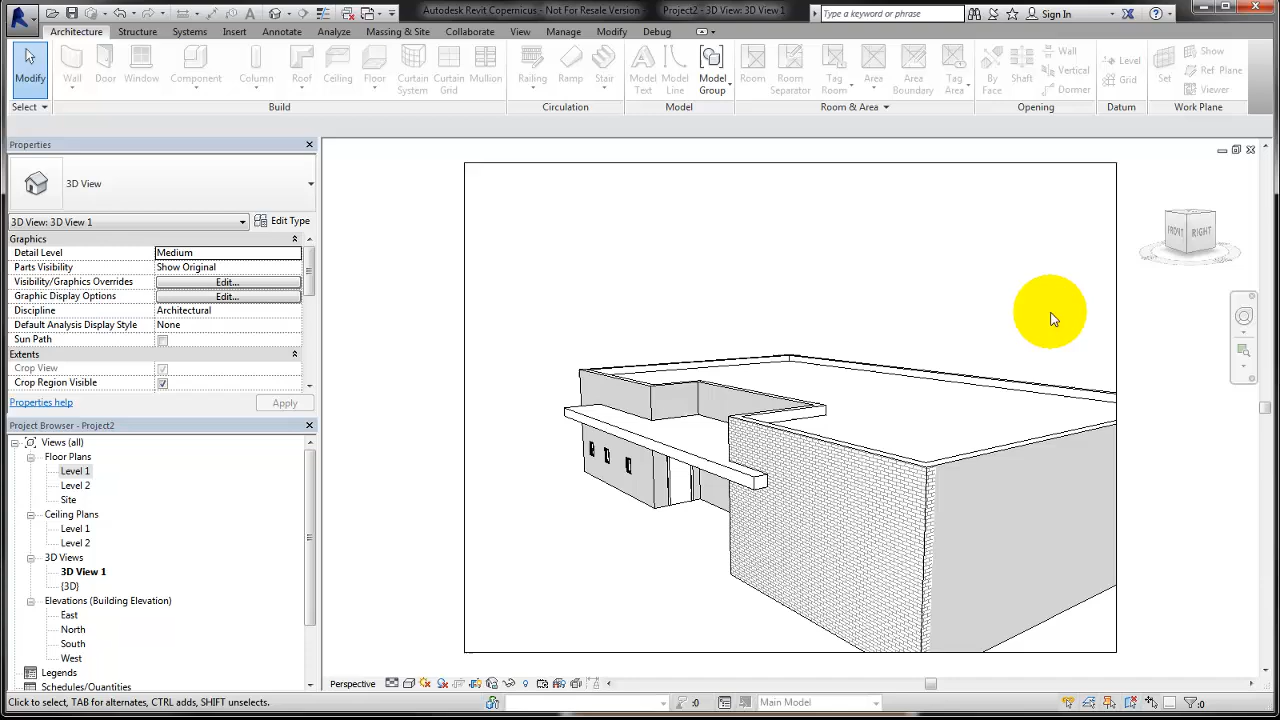 Autodesk Revit Copernicus - Not For Resale Version - Project2 - 3D View: 3D View 1
Type a keyword or phrase
Sign In
Architecture Structure Systems Insert Annotate Analyze Massing & Site Collaborate View Manage Modify Debug
Modify
Wall Door Window Component Column Roof Ceiling Floor Curtain System Curtain Grid Mullion
Railing Ramp Stair
Model Text Model Line Model Group
Room Room Separator Tag Room Area Area Boundary Tag Area
By Face Shaft Wall Vertical Dormer
Level Grid
Set Show Ref Plane Viewer
Select Build Circulation Model Room & Area Opening Datum Work Plane
Properties
3D View
3D View: 3D View 1 Edit Type
Graphics
Detail Level Medium
Parts Visibility Show Original
Visibility/Graphics Overrides Edit...
Graphic Display Options Edit...
Discipline Architectural
Default Analysis Display Style None
Sun Path
Extents
Crop View
Crop Region Visible
Properties help Apply
Project Browser - Project2
Views (all)
Floor Plans
Level 1
Level 2
Site
Ceiling Plans
Level 1
Level 2
3D Views
3D View 1
{3D}
Elevations (Building Elevation)
East
North
South
West
Legends
Schedules/Quantities
FRONT RIGHT
Perspective
Click to select, TAB for alternates, CTRL adds, SHIFT unselects.
:0
Main Model
:0